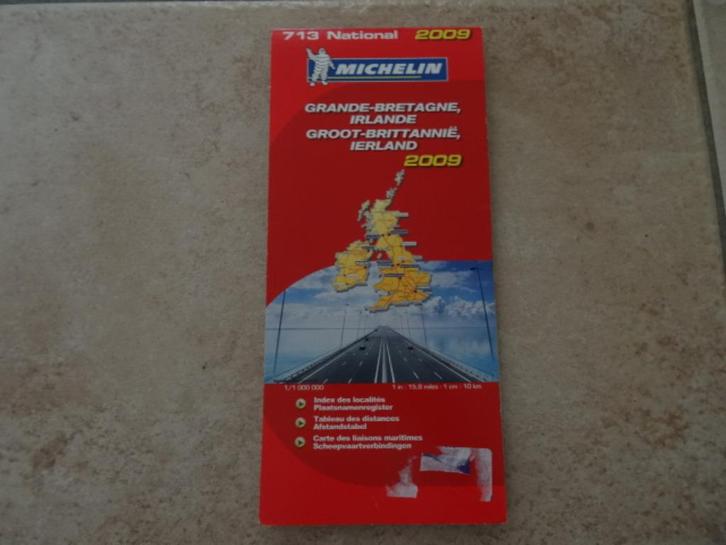 713 National 2009
MICHELIN
GRANDE-BRETAGNE,
IRLANDE
GROOT-BRITTANNIË,
IERLAND
2009
1/1 000 000 1 in : 15.8 miles - 1 cm : 10 km
Index des localités
Plaatsnamenregister
Tableau des distances
Afstandstabel
Carte des liaisons maritimes
Scheepvaartverbindingen